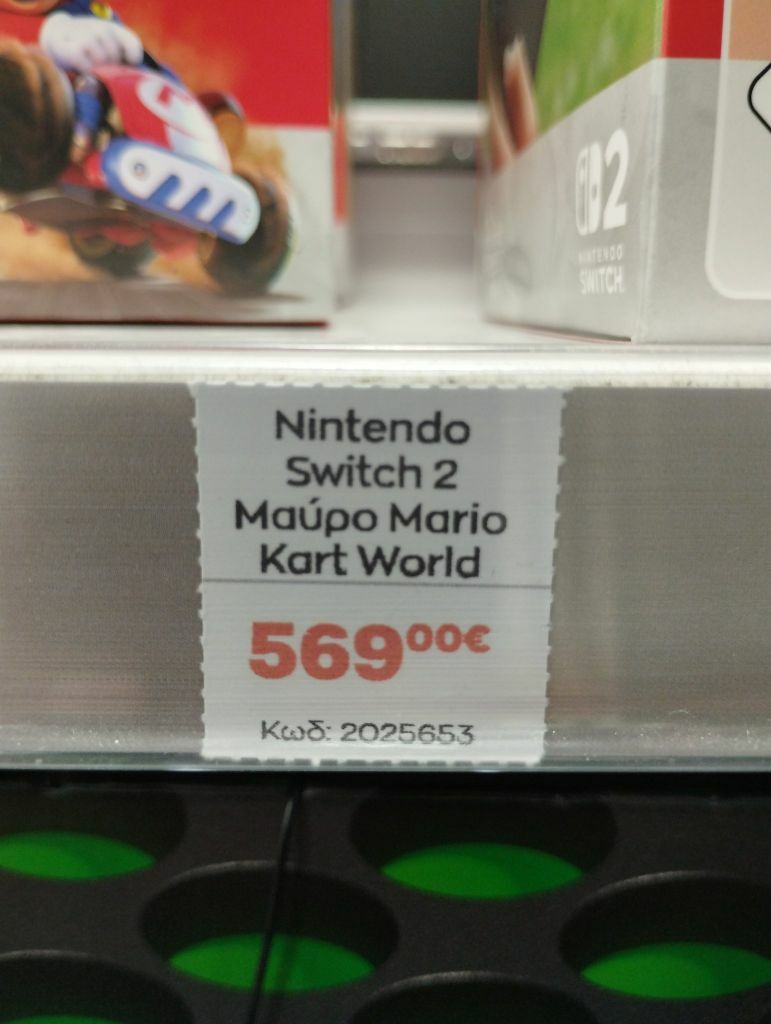 2
NINTENDO
SWITCH
Nintendo
Switch 2
Μαύρο Mario
Kart World
569⁰⁰€
Κωδ: 2025653